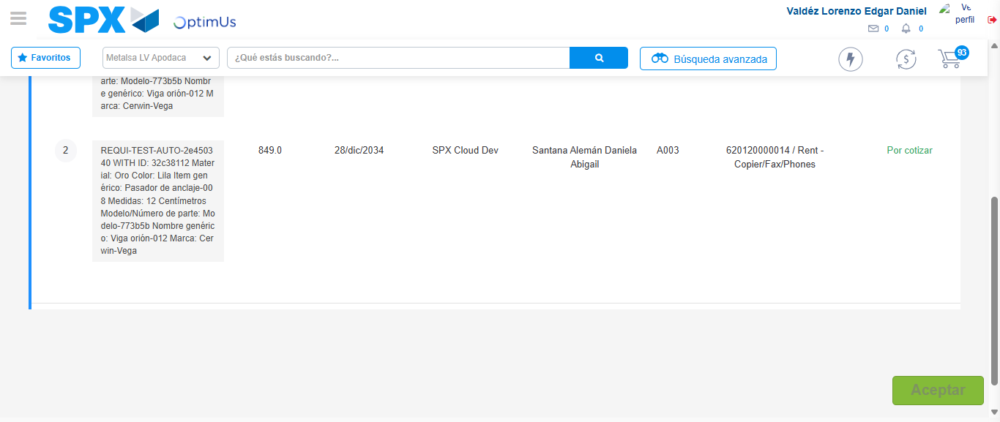 SPX
OptimUs
Valdéz Lorenzo Edgar Daniel
Ve
perfil
0
0
Favoritos
Metalsa LV Apodaca
¿Qué estás buscando?...
Búsqueda avanzada
$
93
arte: Modelo-773b5b Nombr
e genérico: Viga orión-012 M
arca: Cerwin-Vega
2
REQUI-TEST-AUTO-2e4503
40 WITH ID: 32c38112 Mater
ial: Oro Color: Lila Item gen
érico: Pasador de anclaje-00
8 Medidas: 12 Centímetros
Modelo/Número de parte: Mo
delo-773b5b Nombre genéric
o: Viga orión-012 Marca: Cer
win-Vega
849.0
28/dic/2034
SPX Cloud Dev
Santana Alemán Daniela
Abigail
A003
620120000014 / Rent -
Copier/Fax/Phones
Por cotizar
Aceptar